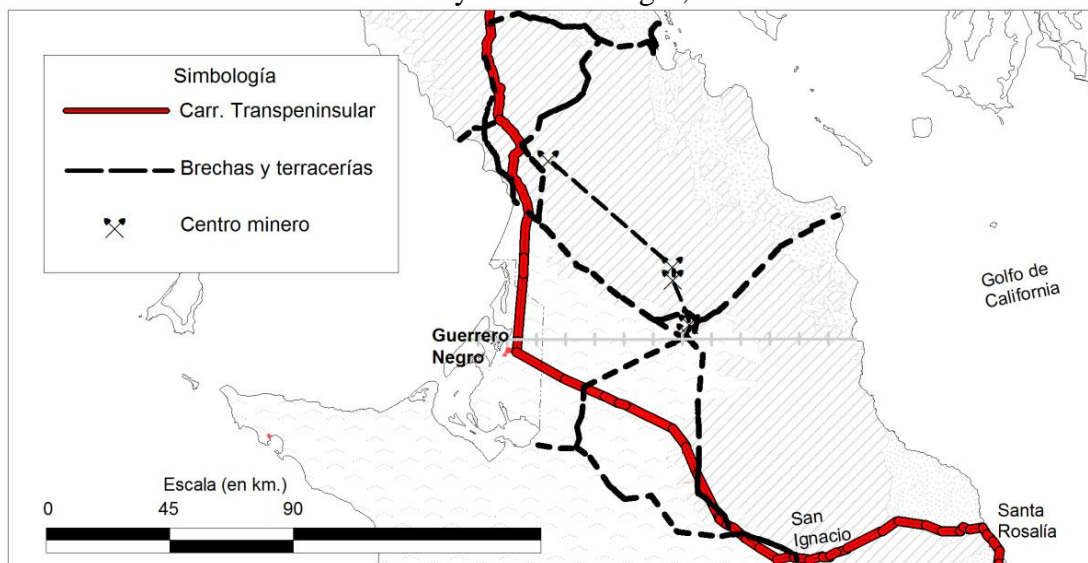 Simbología
Carr. Transpeninsular
Brechas y terracerías
Centro minero
Golfo de
California
Guerrero
Negro
Escala (en km.)
0 45 90
San
Ignacio
Santa
Rosalía